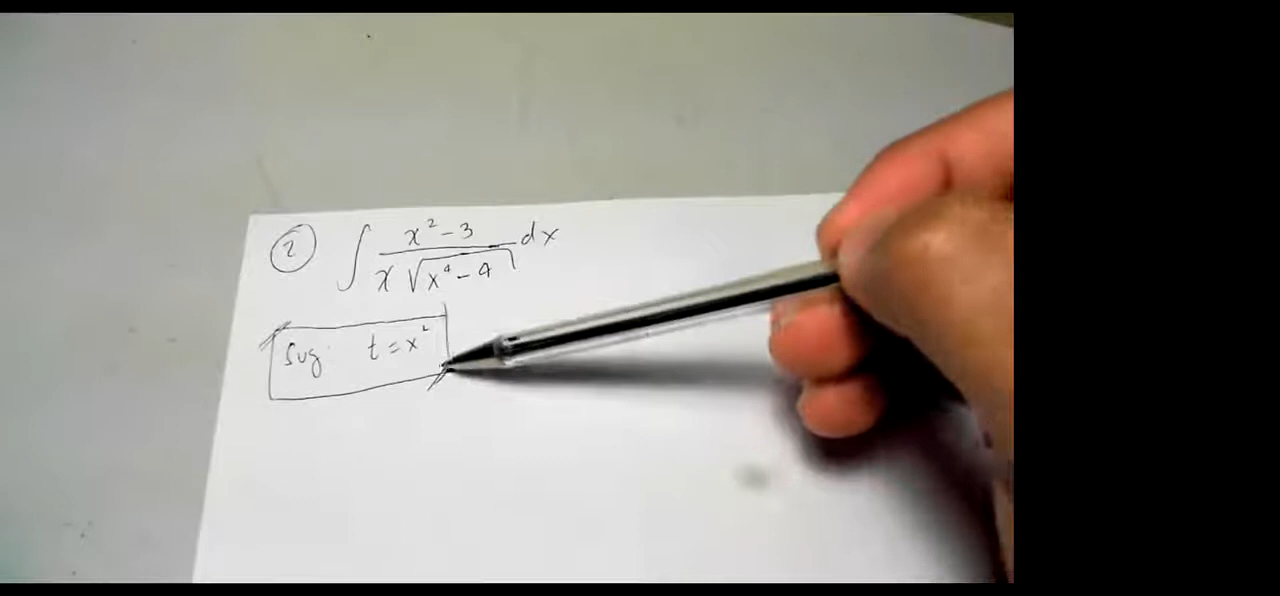 ② ∫ (x² - 3) / (x √(x⁴ - 4)) dx
Sug: t = x²